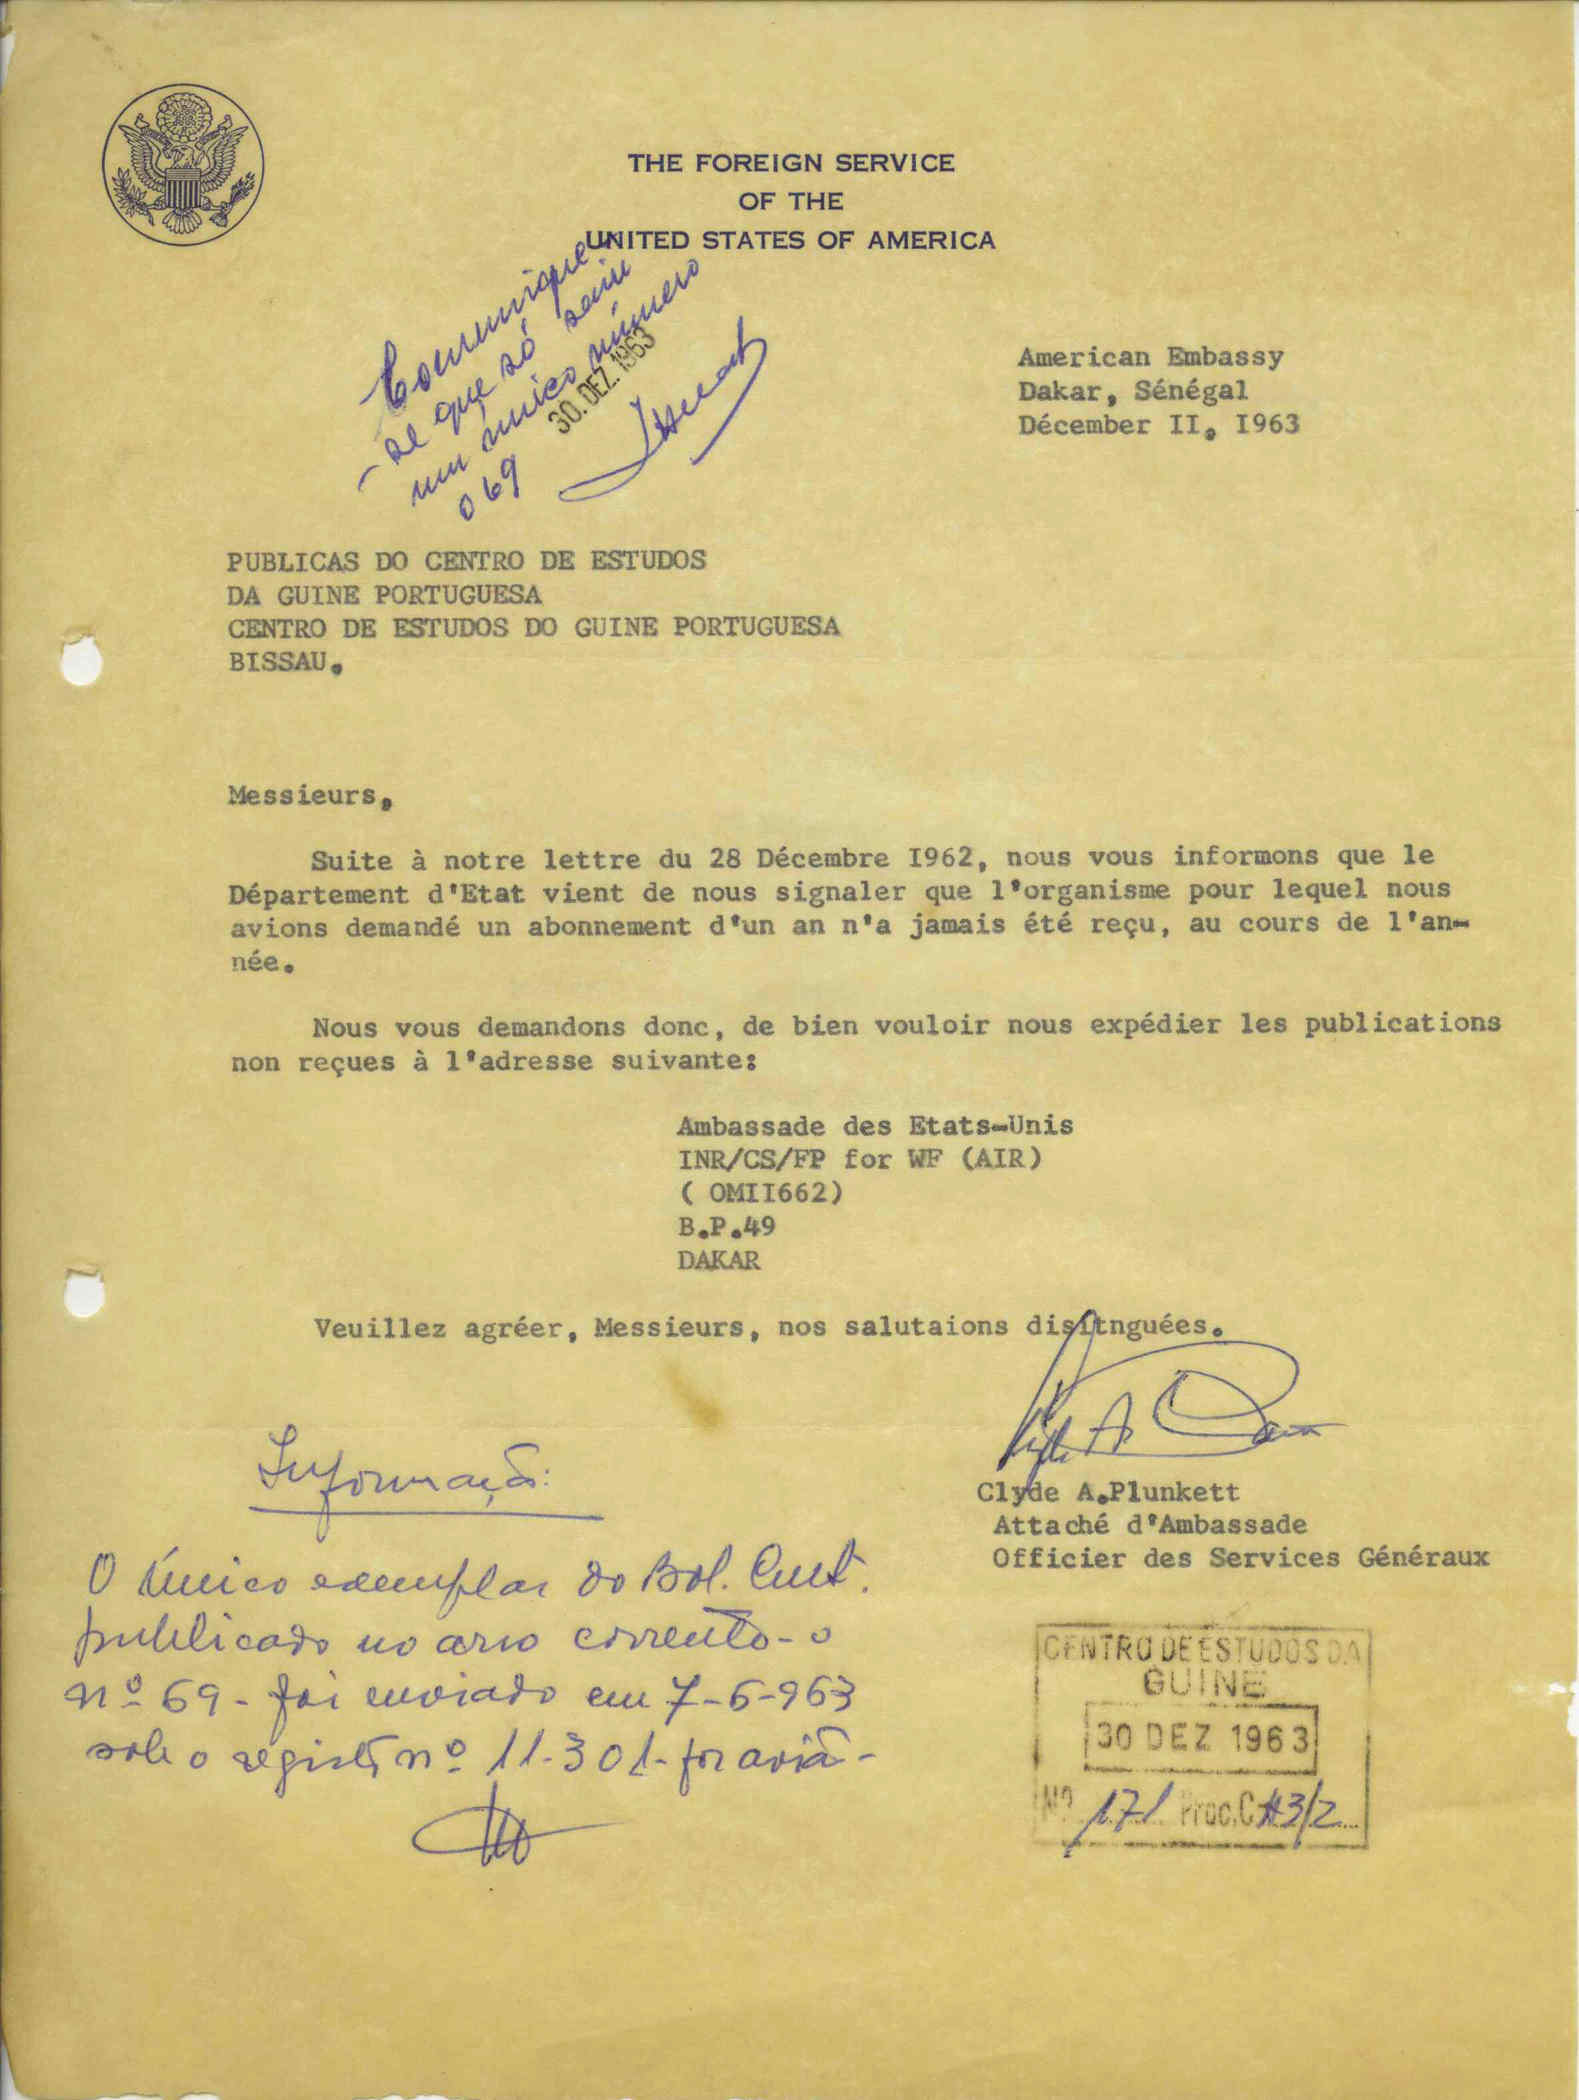 THE FOREIGN SERVICE
OF THE
UNITED STATES OF AMERICA
Comunique
-se que só saiu
um único número
o 69
30. DEZ. 1963
American Embassy
Dakar, Sénégal
Décember II, I963
PUBLICAS DO CENTRO DE ESTUDOS
DA GUINE PORTUGUESA
CENTRO DE ESTUDOS DO GUINE PORTUGUESA
BISSAU.
Messieurs,
Suite à notre lettre du 28 Décembre I962, nous vous informons que le
Département d'Etat vient de nous signaler que l'organisme pour lequel nous
avions demandé un abonnement d'un an n'a jamais été reçu, au cours de l'an-
née.
Nous vous demandons donc, de bien vouloir nous expédier les publications
non reçues à l'adresse suivante:
Ambassade des Etats-Unis
INR/CS/FP for WF (AIR)
( OMII662)
B.P.49
DAKAR
Veuillez agréer, Messieurs, nos salutaions disitnguées.
Clyde A.Plunkett
Attaché d'Ambassade
Officier des Services Généraux
Informação:
O único exemplar do Bol. Cult.
publicado no ano corrente - o
nº 69 - foi enviado em 7-6-963
sob o registo nº 11.301 - por avião -
CENTRO DE ESTUDOS DA
GUINÉ
30 DEZ 1963
Nº 171 Proc. C#3/2